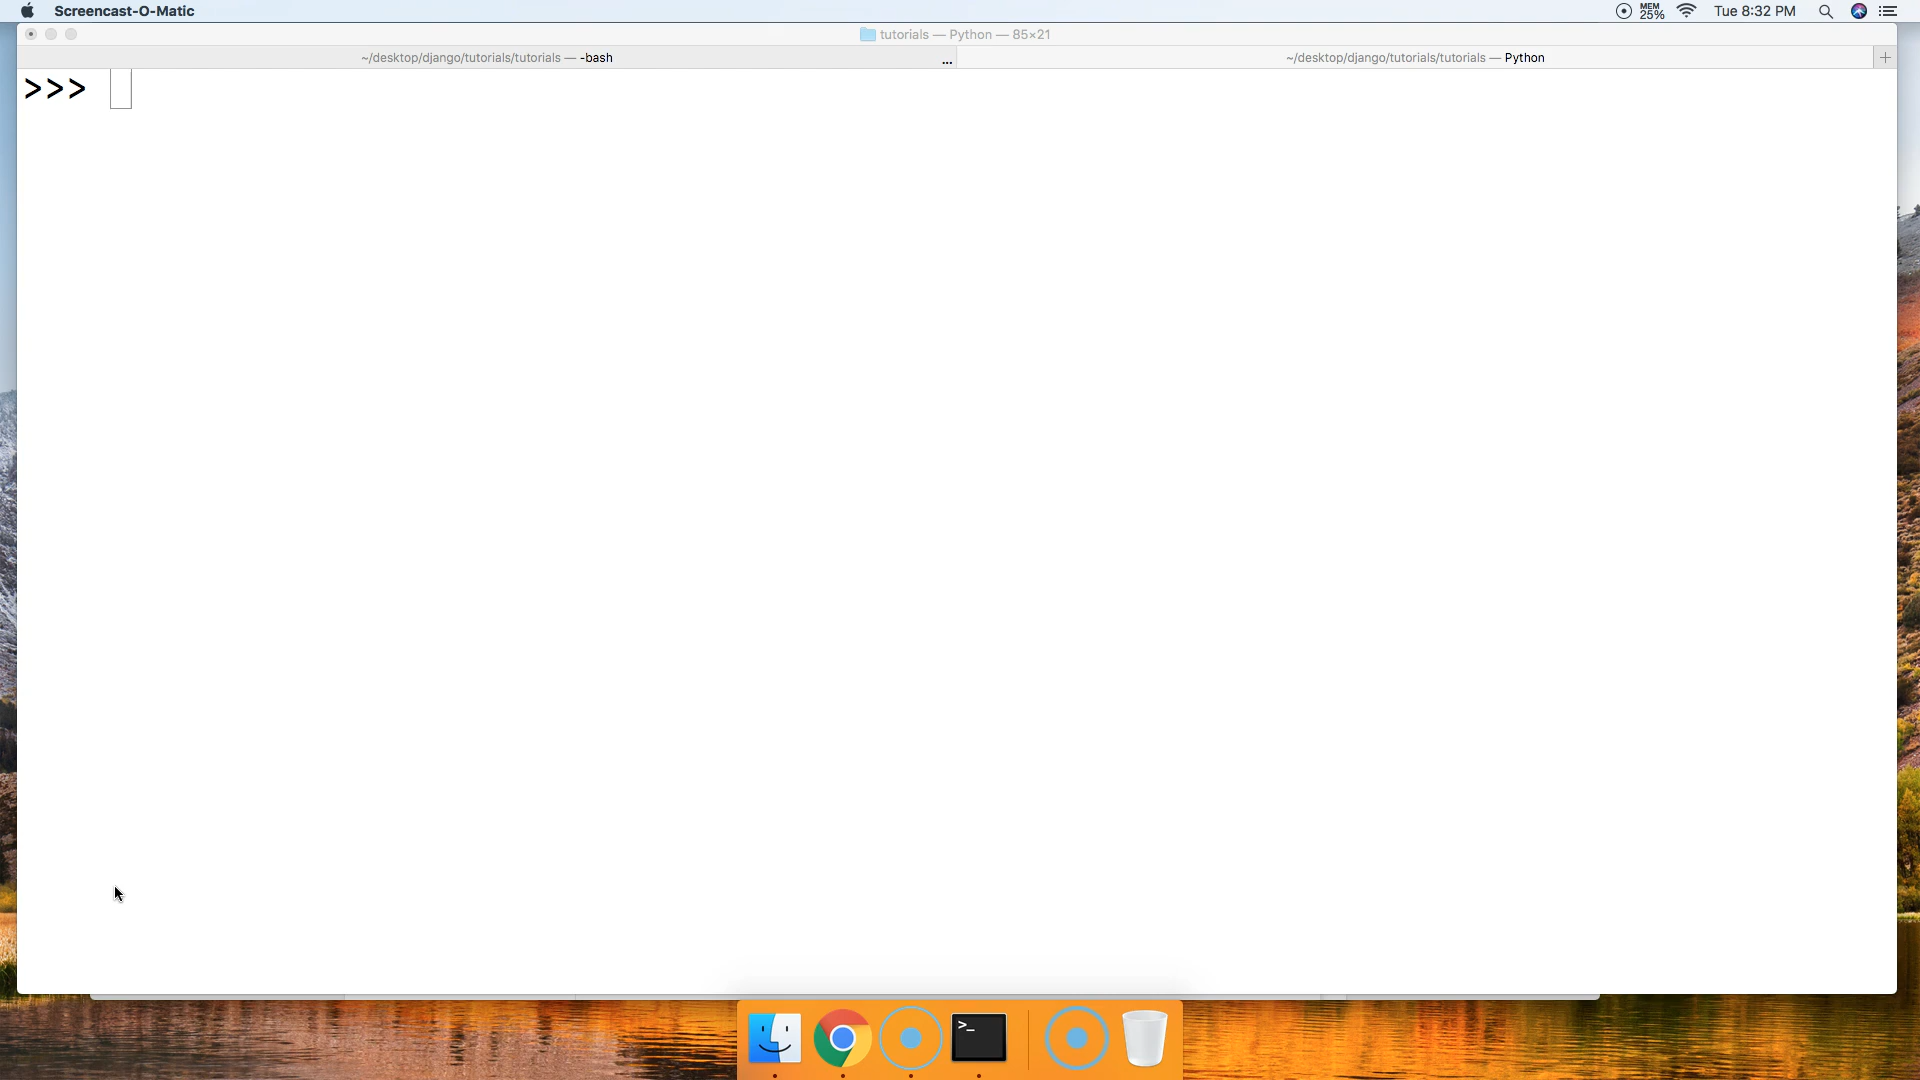 Screencast-O-Matic
MEM
25%
Tue 8:32 PM
tutorials — Python — 85×21
~/desktop/django/tutorials/tutorials — -bash
...
~/desktop/django/tutorials/tutorials — Python
+
>>>
>_